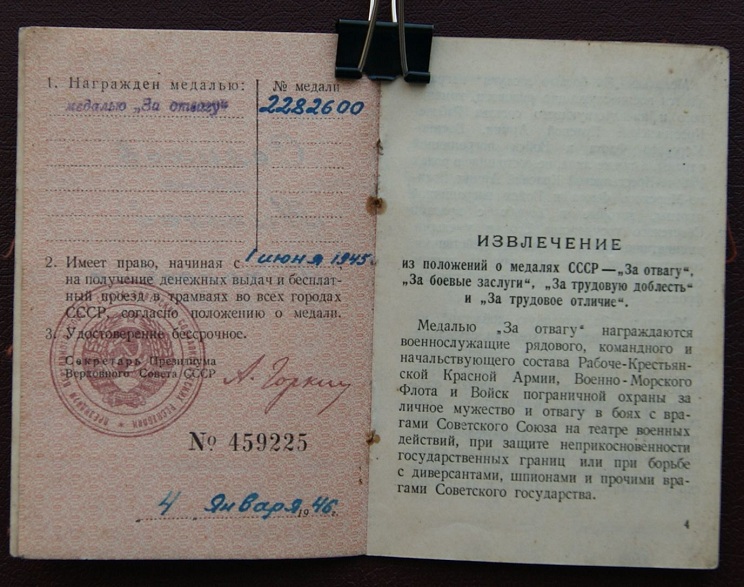 1. Награжден медалью:
медалью „За отвагу“
№ медали
2282600
2. Имеет право, начиная с 1 июня 1945
на получение денежных выдач и бесплат-
ный проезд в трамваях во всех городах
СССР, согласно положению о медали.
3. Удостоверение бессрочное.
Секретарь Президиума
Верховного Совета СССР
А. Горкин
№ 459225
4 Января 1946 г.
ИЗВЛЕЧЕНИЕ
из положений о медалях СССР — „За отвагу“,
„За боевые заслуги“, „За трудовую доблесть“
и „За трудовое отличие“.
Медалью „За отвагу“ награждаются
военнослужащие рядового, командного и
начальствующего состава Рабоче-Крестьян-
ской Красной Армии, Военно-Морского
Флота и Войск пограничной охраны за
личное мужество и отвагу в боях с вра-
гами Советского Союза на театре военных
действий, при защите неприкосновенности
государственных границ или при борьбе
с диверсантами, шпионами и прочими вра-
гами Советского государства.
4